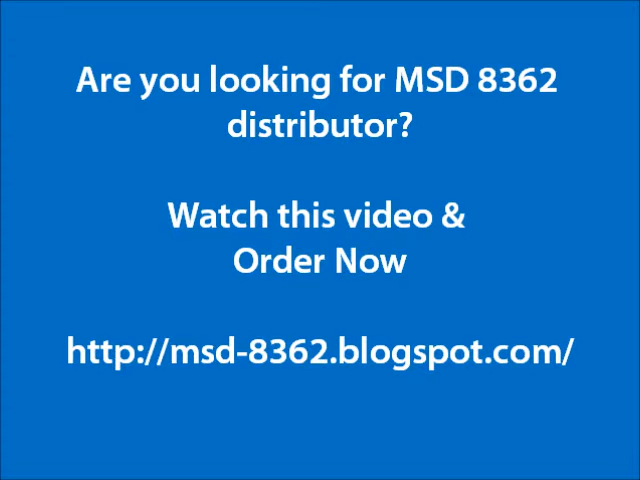 Are you looking for MSD 8362
distributor?
Watch this video &
Order Now
http://msd-8362.blogspot.com/